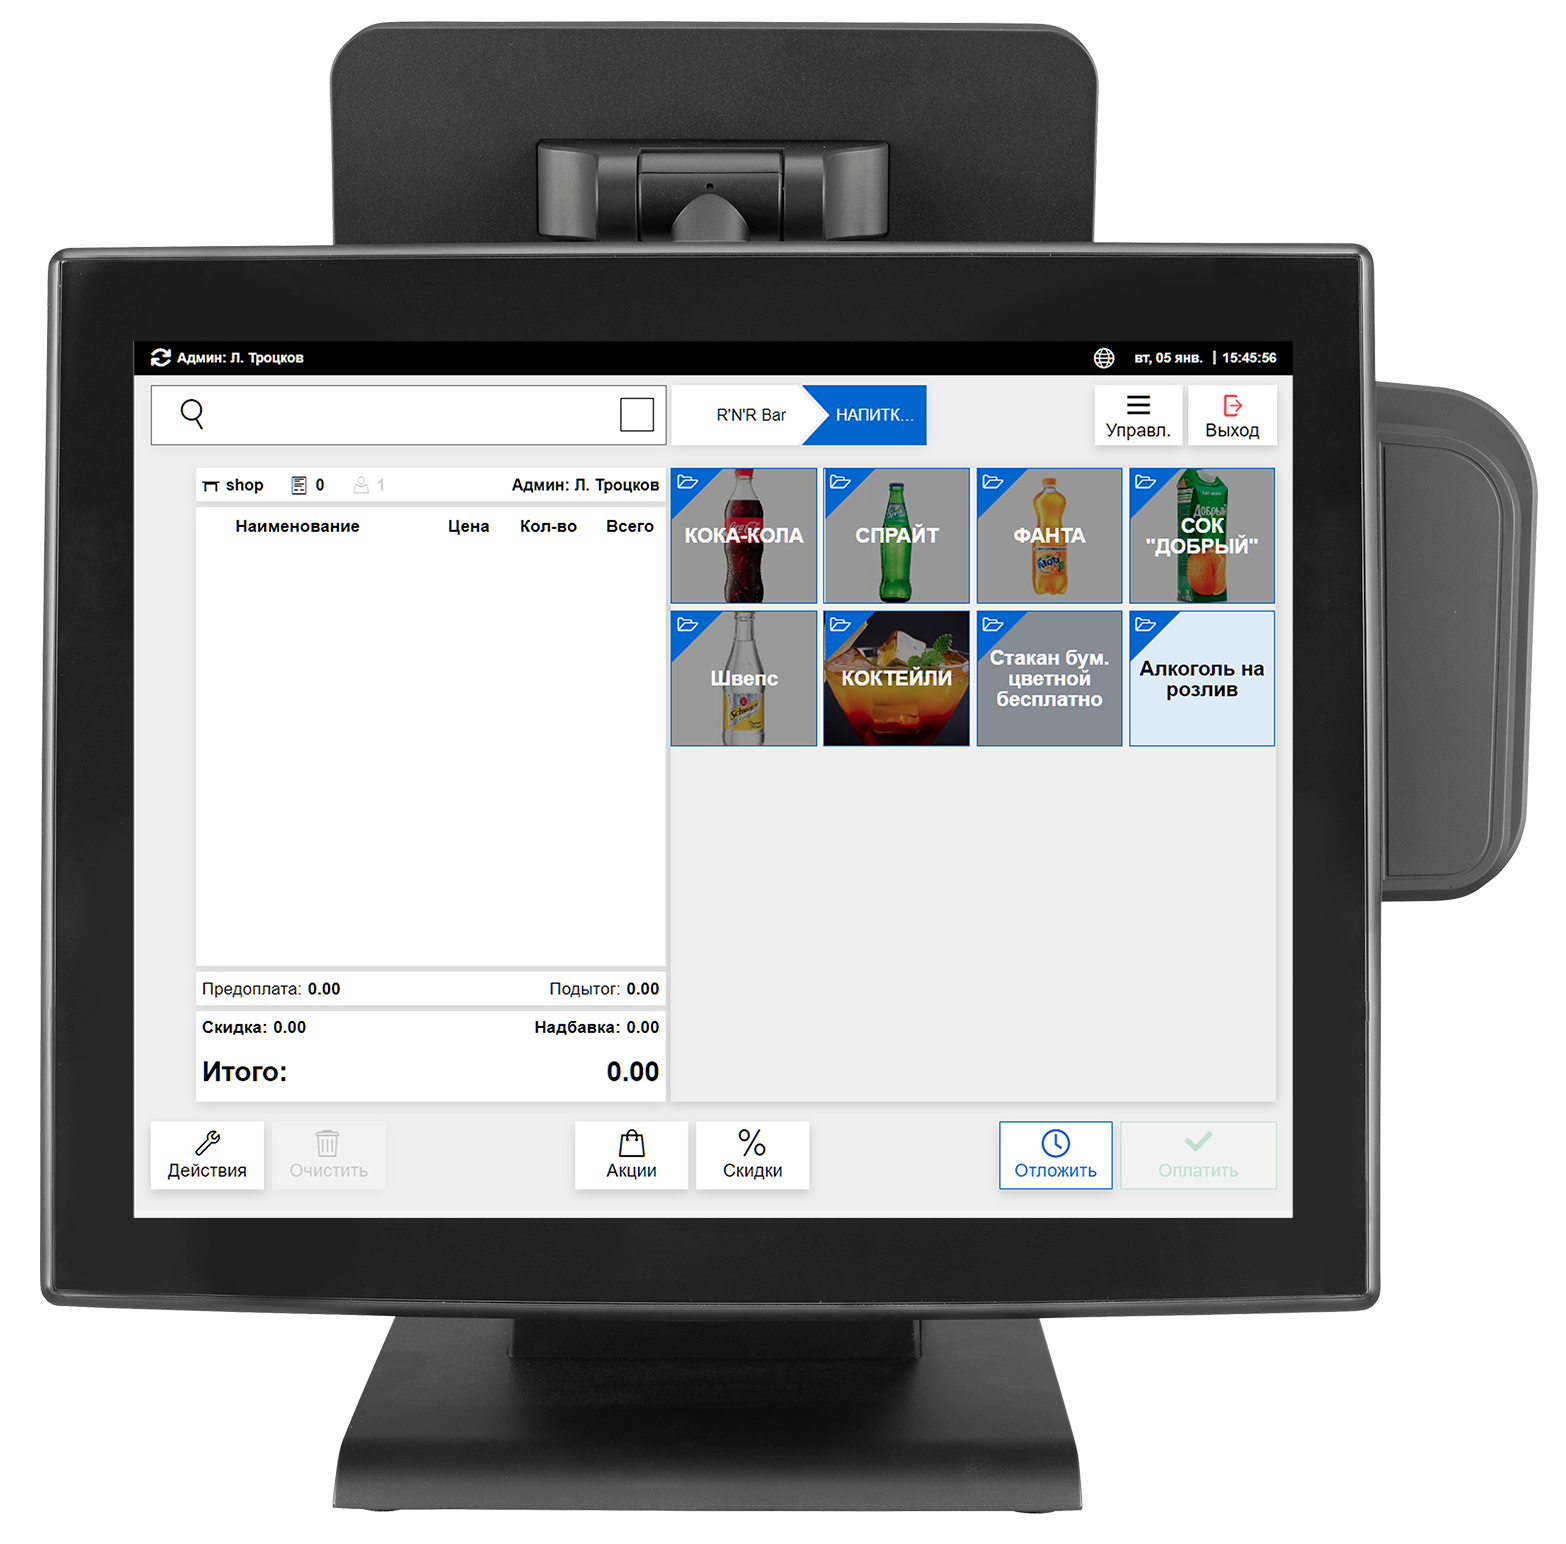 Админ: Л. Троцков
вт, 05 янв. | 15:45:56
R'N'R Bar
НАПИТК...
Управл.
Выход
shop
0
1
Админ: Л. Троцков
Наименование Цена Кол-во Всего
КОКА-КОЛА
СПРАЙТ
ФАНТА
Fanta
Добрый
СОК
"ДОБРЫЙ"
Швепс
КОКТЕЙЛИ
Стакан бум.
цветной
бесплатно
Алкоголь на
розлив
Предоплата: 0.00
Подытог: 0.00
Скидка: 0.00
Надбавка: 0.00
Итого: 0.00
Действия
Очистить
Акции
%
Скидки
Отложить
Оплатить